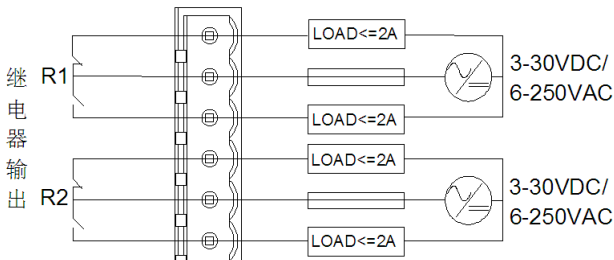 继电器输出
R1
LOAD<=2A
LOAD<=2A
3-30VDC/
6-250VAC
R2
LOAD<=2A
LOAD<=2A
3-30VDC/
6-250VAC